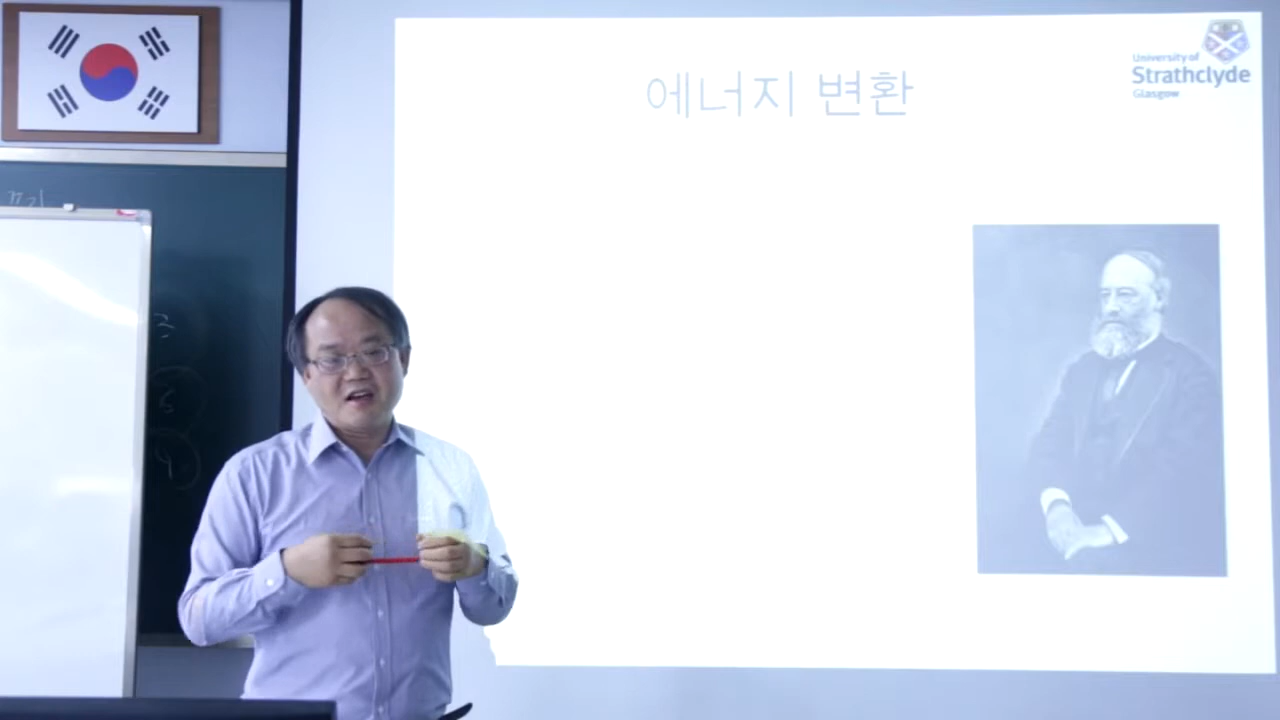 에너지 변환
University of
Strathclyde
Glasgow